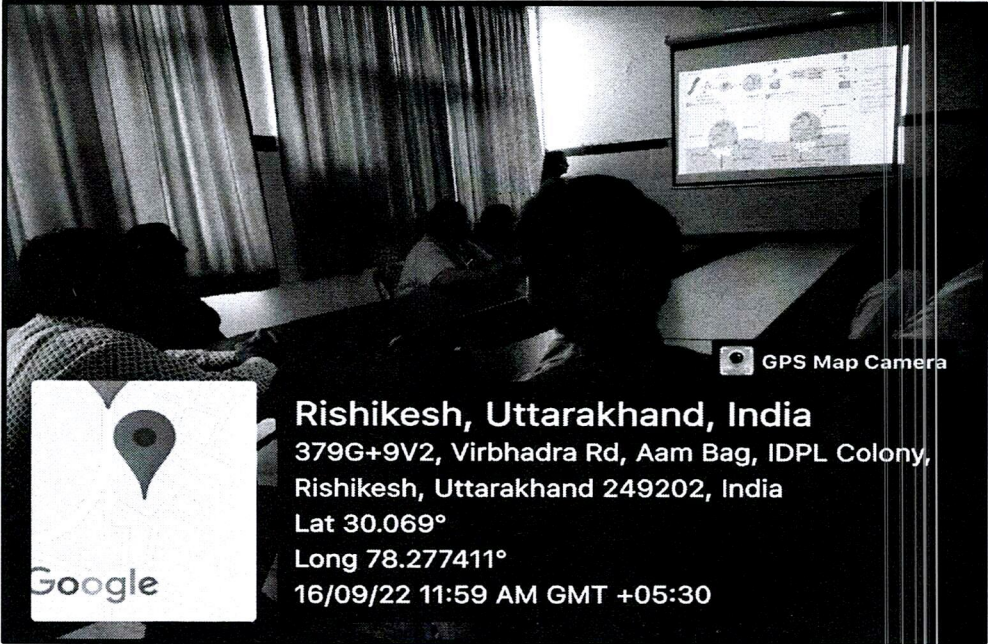 GPS Map Camera
Rishikesh, Uttarakhand, India
379G+9V2, Virbhadra Rd, Aam Bag, IDPL Colony,
Rishikesh, Uttarakhand 249202, India
Lat 30.069°
Long 78.277411°
16/09/22 11:59 AM GMT +05:30
Google